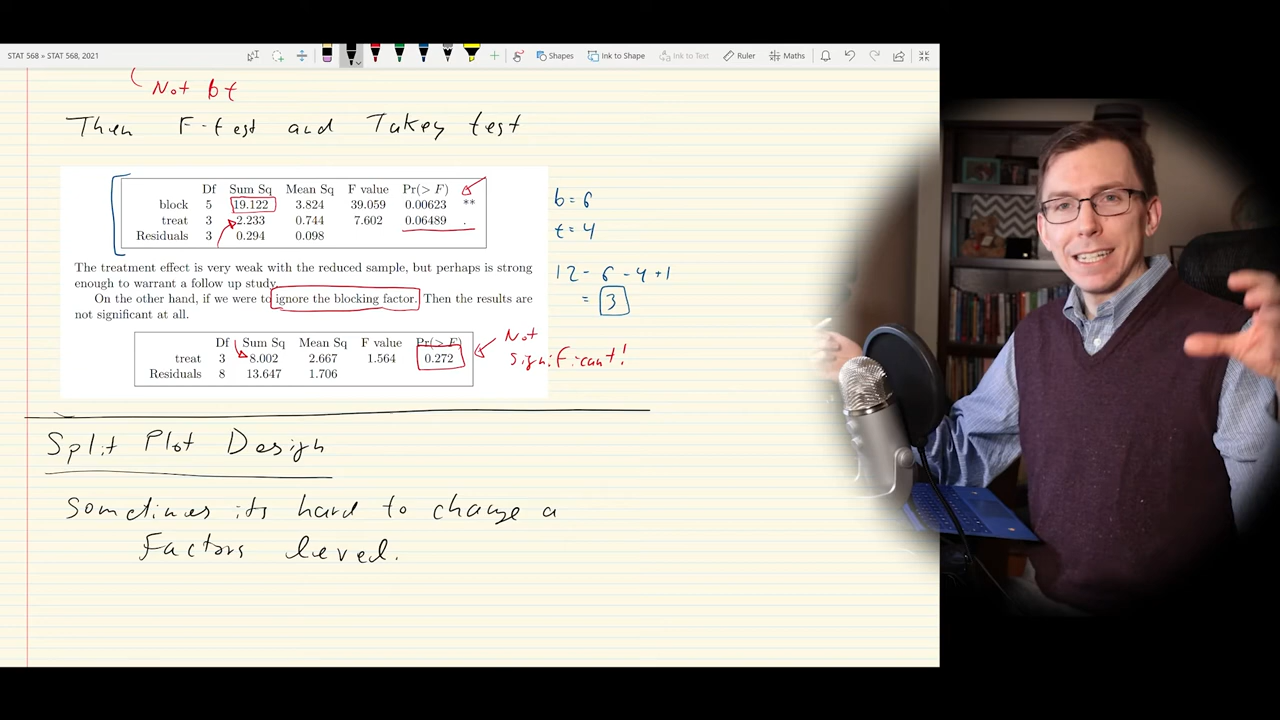 STAT 568 » STAT 568, 2021
Shapes Ink to Shape Ink to Text Ruler Maths
Not bt
Then F-test and Tukey test
Df Sum Sq Mean Sq F value Pr(> F)
block 5 19.122 3.824 39.059 0.00623 **
treat 3 2.233 0.744 7.602 0.06489 .
Residuals 3 0.294 0.098
b = 6
t = 4
12 - 6 - 4 + 1
= 3
The treatment effect is very weak with the reduced sample, but perhaps is strong
enough to warrant a follow up study.
On the other hand, if we were to ignore the blocking factor. Then the results are
not significant at all.
Df Sum Sq Mean Sq F value Pr(> F)
treat 3 8.002 2.667 1.564 0.272
Residuals 8 13.647 1.706
Not
significant!
Split Plot Design
Sometimes its hard to change a
Factors level.